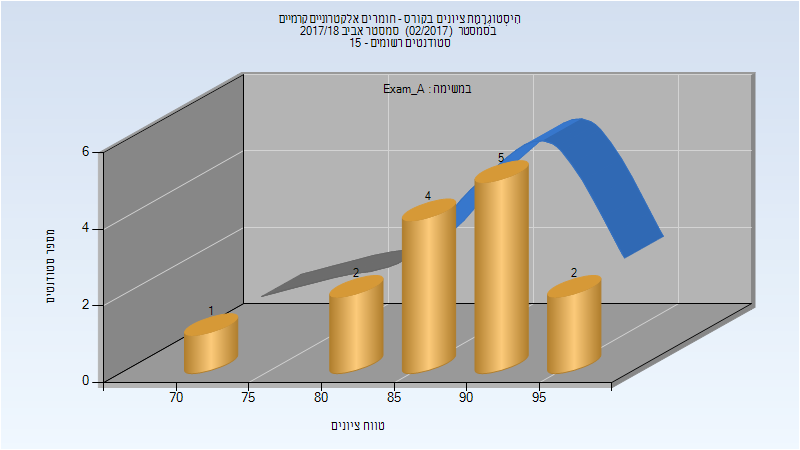 היסטוגרמת ציונים בקורס - חומרים אלקטרוניים קרמיים
בסמסטר (02/2017) סמסטר אביב 2017/18
סטודנטים רשומים - 15
במשימה : Exam_A
מספר סטודנטים
6
4
2
0
1
2
4
5
2
70 75 80 85 90 95
טווח ציונים